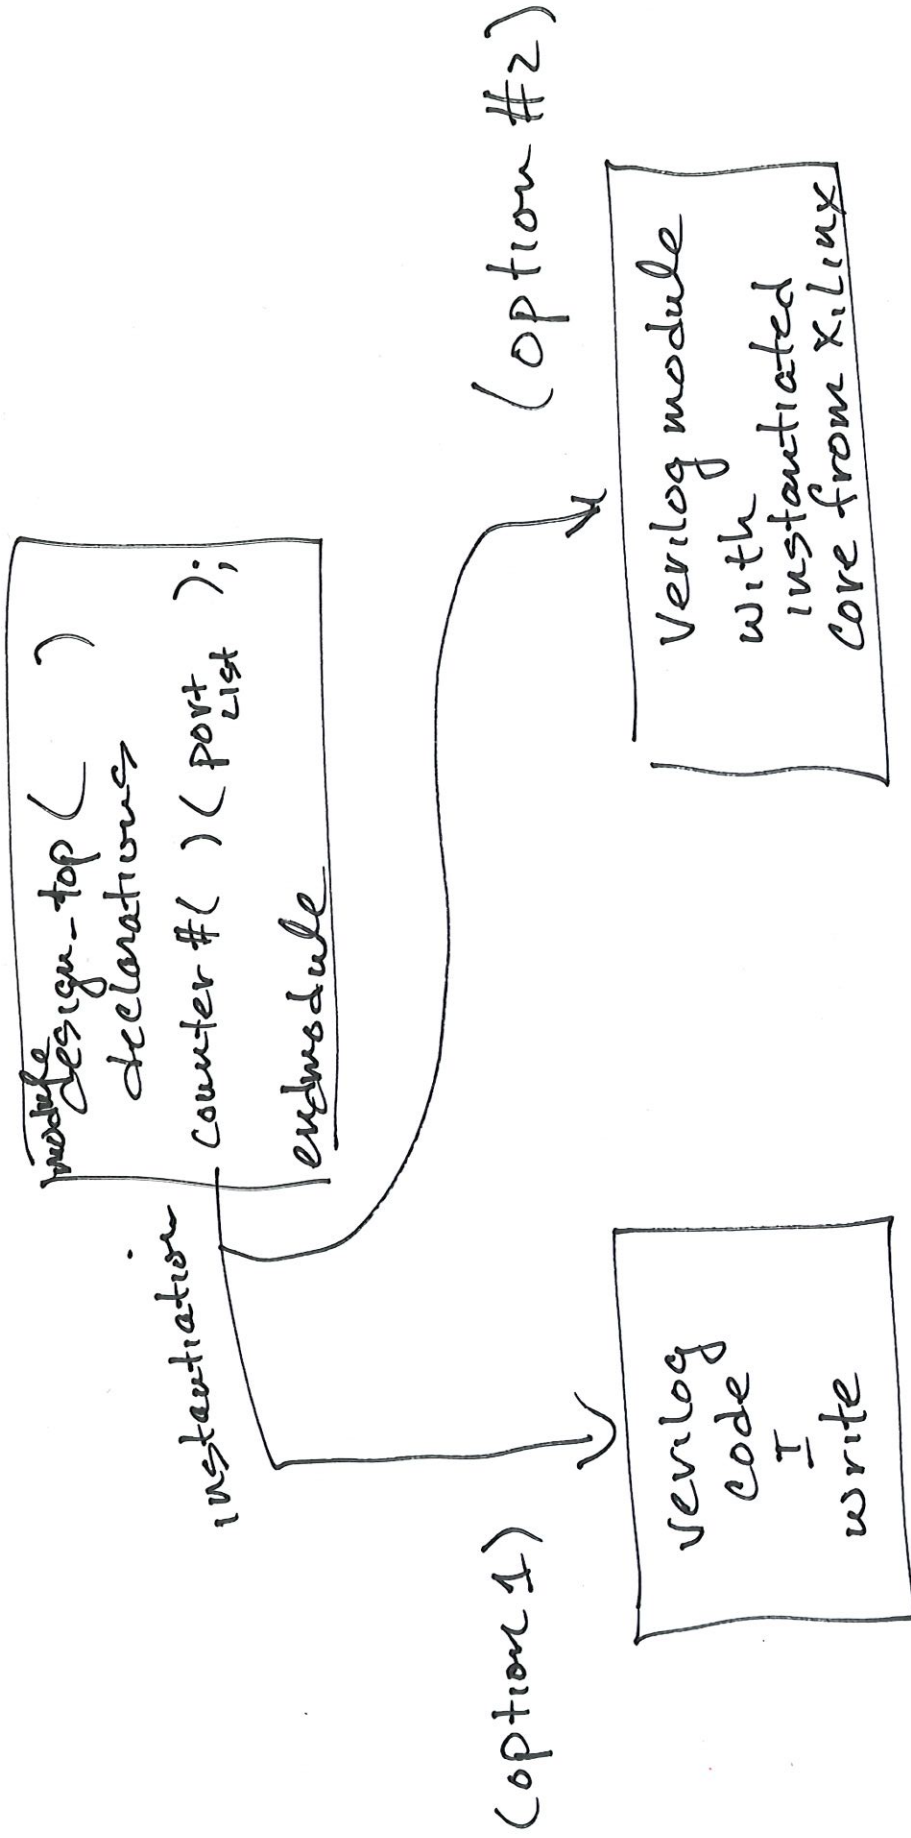 module
design-top (          )
declarations
instantiation
counter #( ) ( port list );
endmodule
(option 1)
(option #2)
verilog
code
I
write
Verilog module
with
instantiated
core from xilinx